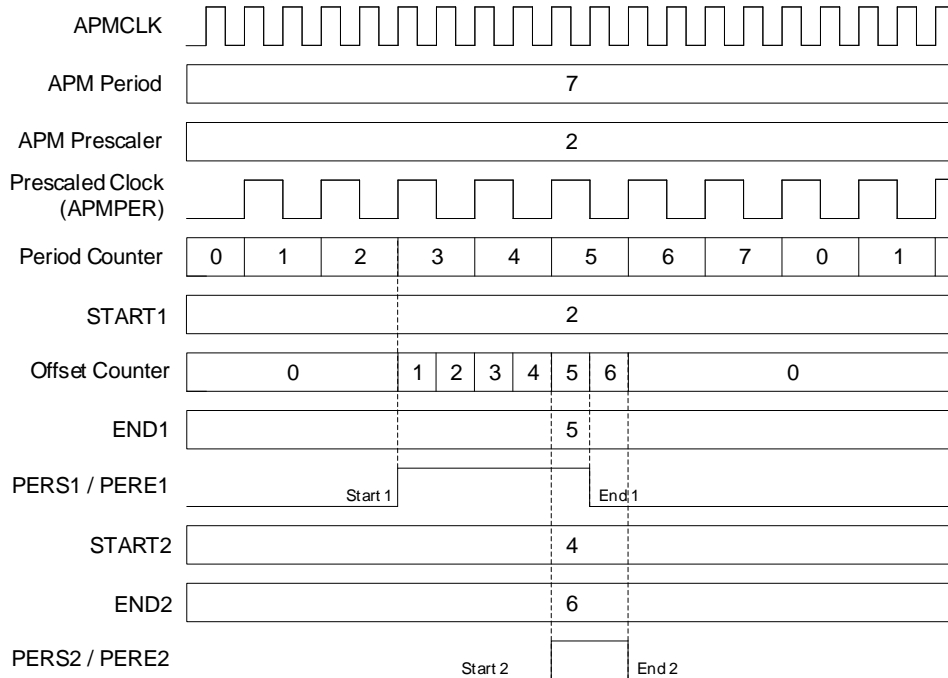 APMCLK
APM Period 7
APM Prescaler 2
Prescaled Clock
(APMPER)
Period Counter 0 1 2 3 4 5 6 7 0 1
START1 2
Offset Counter 0 1 2 3 4 5 6 0
END1 5
PERS1 / PERE1 Start 1 End 1
START2 4
END2 6
PERS2 / PERE2 Start 2 End 2